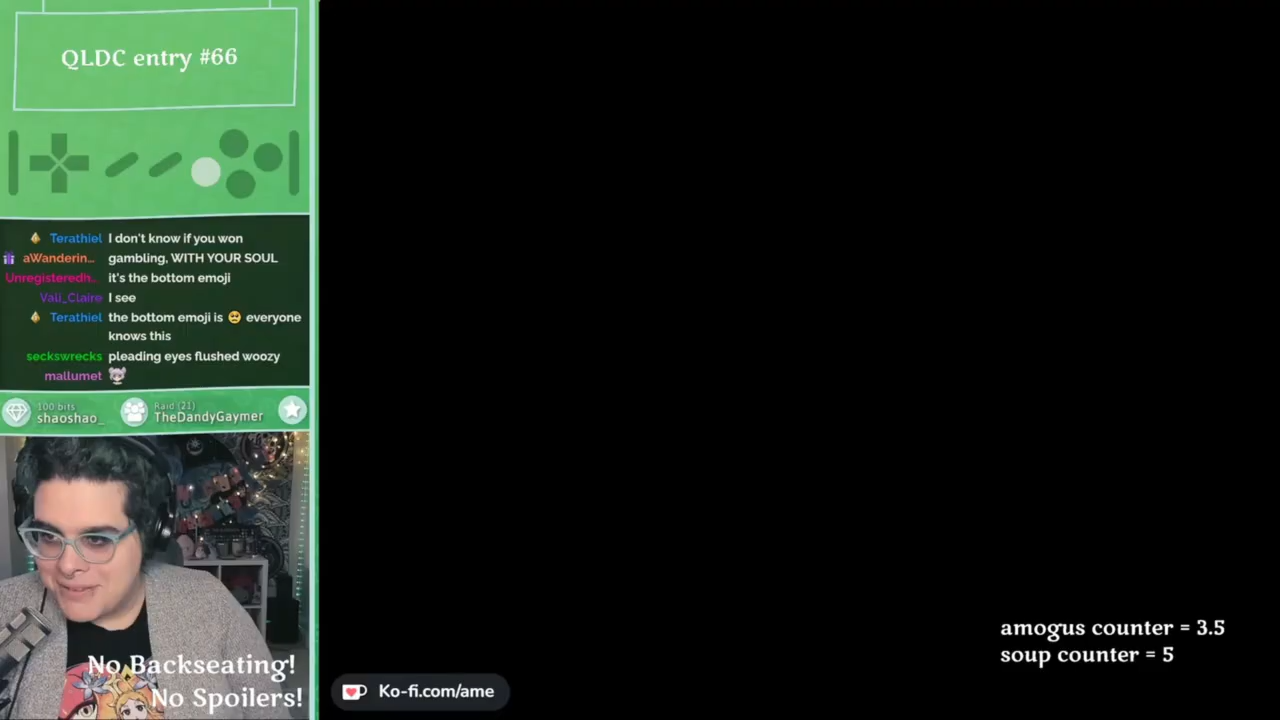 QLDC entry #66
Terathiel I don't know if you won
aWanderin... gambling, WITH YOUR SOUL
Unregisteredh... it's the bottom emoji
Vali_Claire I see
Terathiel the bottom emoji is 🥺 everyone
knows this
seckswrecks pleading eyes flushed woozy
mallumet
100 bits
shaoshao_
Raid (21)
TheDandyGaymer
No Backseating!
No Spoilers!
Ko-fi.com/ame
amogus counter = 3.5
soup counter = 5